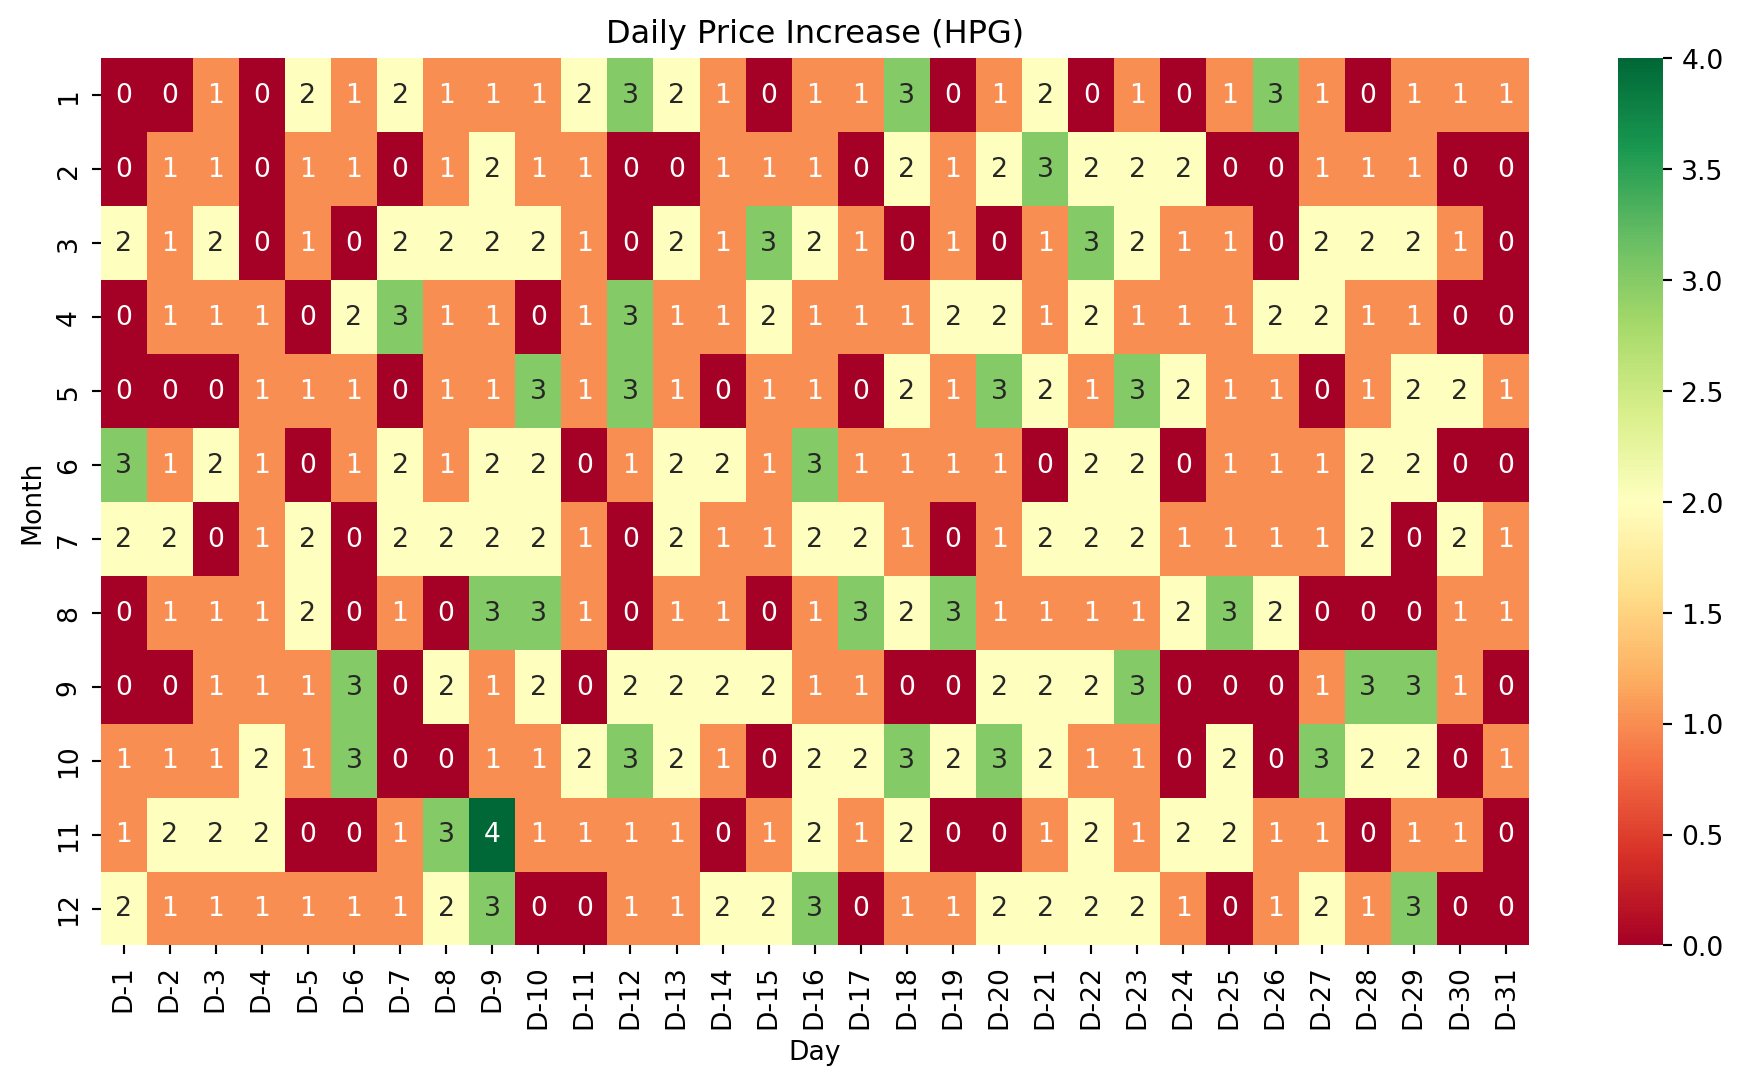 Daily Price Increase (HPG)
1 0 0 1 0 2 1 2 1 1 1 2 3 2 1 0 1 1 3 0 1 2 0 1 0 1 3 1 0 1 1 1
2 0 1 1 0 1 1 0 1 2 1 1 0 0 1 1 1 0 2 1 2 3 2 2 2 0 0 1 1 1 0 0
3 2 1 2 0 1 0 2 2 2 2 1 0 2 1 3 2 1 0 1 0 1 3 2 1 1 0 2 2 2 1 0
4 0 1 1 1 0 2 3 1 1 0 1 3 1 1 2 1 1 1 2 2 1 2 1 1 1 2 2 1 1 0 0
5 0 0 0 1 1 1 0 1 1 3 1 3 1 0 1 1 0 2 1 3 2 1 3 2 1 1 0 1 2 2 1
6 3 1 2 1 0 1 2 1 2 2 0 1 2 2 1 3 1 1 1 1 0 2 2 0 1 1 1 2 2 0 0
7 2 2 0 1 2 0 2 2 2 2 1 0 2 1 1 2 2 1 0 1 2 2 2 1 1 1 1 2 0 2 1
8 0 1 1 1 2 0 1 0 3 3 1 0 1 1 0 1 3 2 3 1 1 1 1 2 3 2 0 0 0 1 1
9 0 0 1 1 1 3 0 2 1 2 0 2 2 2 2 1 1 0 0 2 2 2 3 0 0 0 1 3 3 1 0
10 1 1 1 2 1 3 0 0 1 1 2 3 2 1 0 2 2 3 2 3 2 1 1 0 2 0 3 2 2 0 1
11 1 2 2 2 0 0 1 3 4 1 1 1 1 0 1 2 1 2 0 0 1 2 1 2 2 1 1 0 1 1 0
12 2 1 1 1 1 1 1 2 3 0 0 1 1 2 2 3 0 1 1 2 2 2 2 1 0 1 2 1 3 0 0
Month
D-1 D-2 D-3 D-4 D-5 D-6 D-7 D-8 D-9 D-10 D-11 D-12 D-13 D-14 D-15 D-16 D-17 D-18 D-19 D-20 D-21 D-22 D-23 D-24 D-25 D-26 D-27 D-28 D-29 D-30 D-31
Day
4.0
3.5
3.0
2.5
2.0
1.5
1.0
0.5
0.0